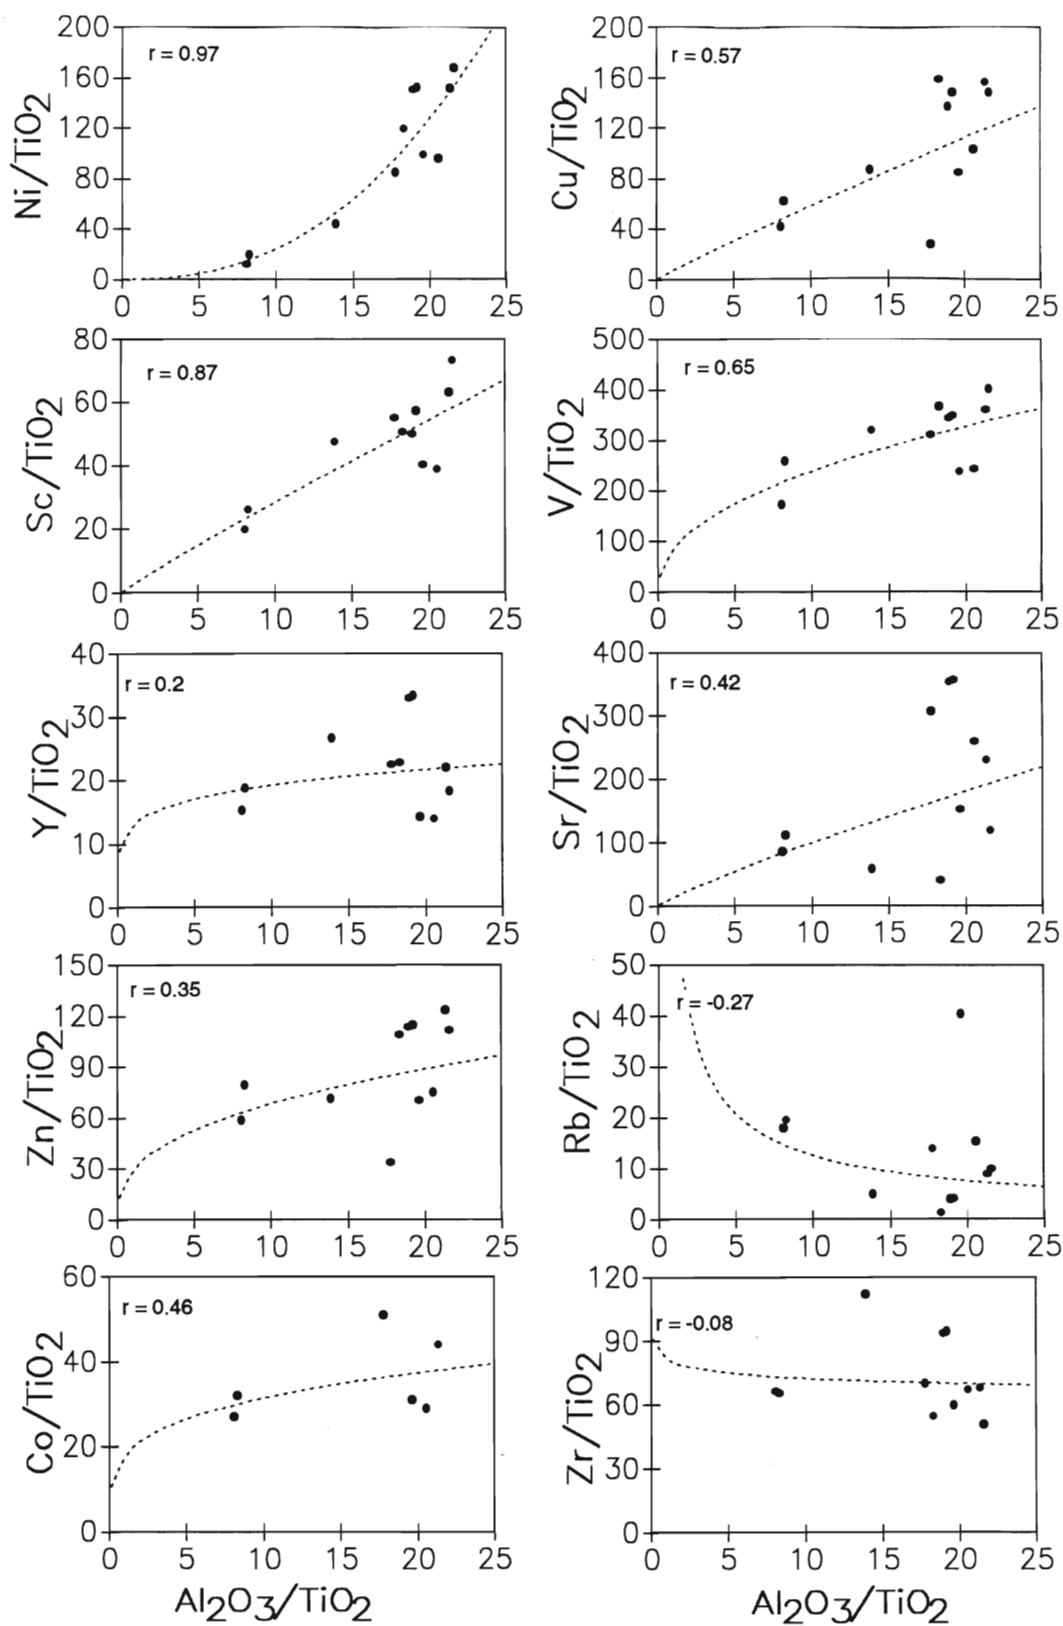 r = 0.97
Ni/TiO2
200
160
120
80
40
0
0 5 10 15 20 25
r = 0.57
Cu/TiO2
200
160
120
80
40
0
0 5 10 15 20 25
r = 0.87
Sc/TiO2
80
60
40
20
0
0 5 10 15 20 25
r = 0.65
V/TiO2
500
400
300
200
100
0
0 5 10 15 20 25
r = 0.2
Y/TiO2
40
30
20
10
0
0 5 10 15 20 25
r = 0.42
Sr/TiO2
400
300
200
100
0
0 5 10 15 20 25
r = 0.35
Zn/TiO2
150
120
90
60
30
0
0 5 10 15 20 25
r = -0.27
Rb/TiO2
50
40
30
20
10
0
0 5 10 15 20 25
r = 0.46
Co/TiO2
60
40
20
0
0 5 10 15 20 25
Al2O3/TiO2
r = -0.08
Zr/TiO2
120
90
60
30
0
0 5 10 15 20 25
Al2O3/TiO2